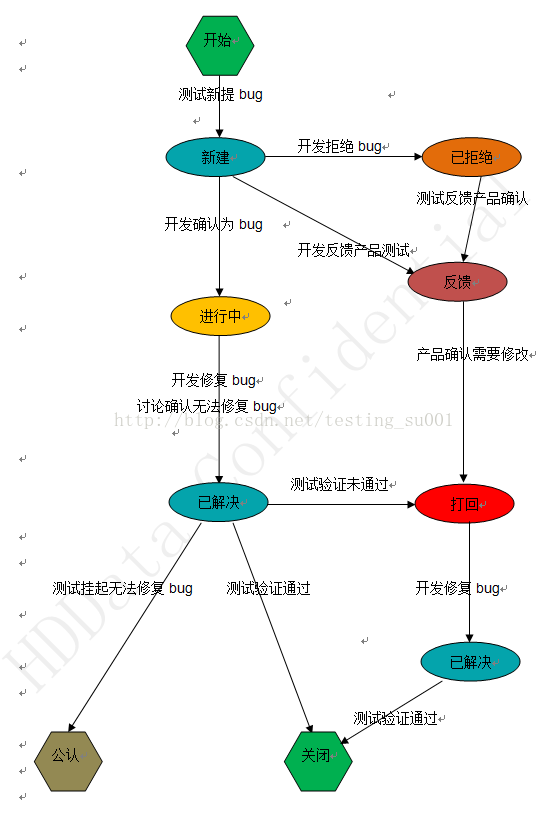 开始
测试新提 bug
新建
开发拒绝 bug
已拒绝
测试反馈产品确认
开发确认为 bug
开发反馈产品测试
反馈
进行中
产品确认需要修改
开发修复 bug
讨论确认无法修复 bug
http://blog.csdn.net/testing_su001
已解决
测试验证未通过
打回
测试挂起无法修复 bug
测试验证通过
开发修复 bug
已解决
测试验证通过
公认
关闭
HDData Confidential